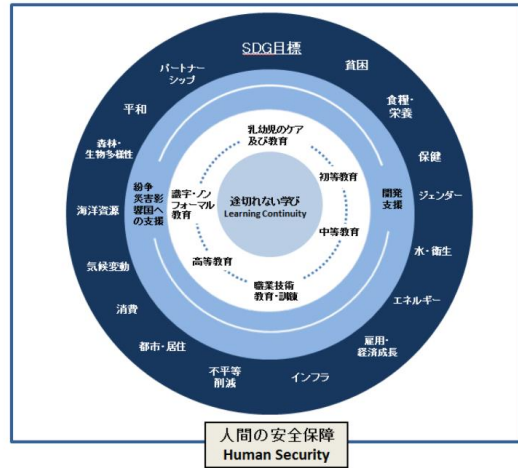 SDG目標
貧困
食糧・
栄養
保健
ジェンダー
水・衛生
エネルギー
雇用・
経済成長
インフラ
不平等
削減
都市・居住
消費
気候変動
海洋資源
森林・
生物多様性
平和
パートナー
シップ
紛争
災害影
響国へ
の支援
開発
支援
乳幼児のケア
及び教育
初等教育
中等教育
職業技術
教育・訓練
高等教育
識字・ノン
フォーマル
教育
途切れない学び
Learning Continuity
人間の安全保障
Human Security